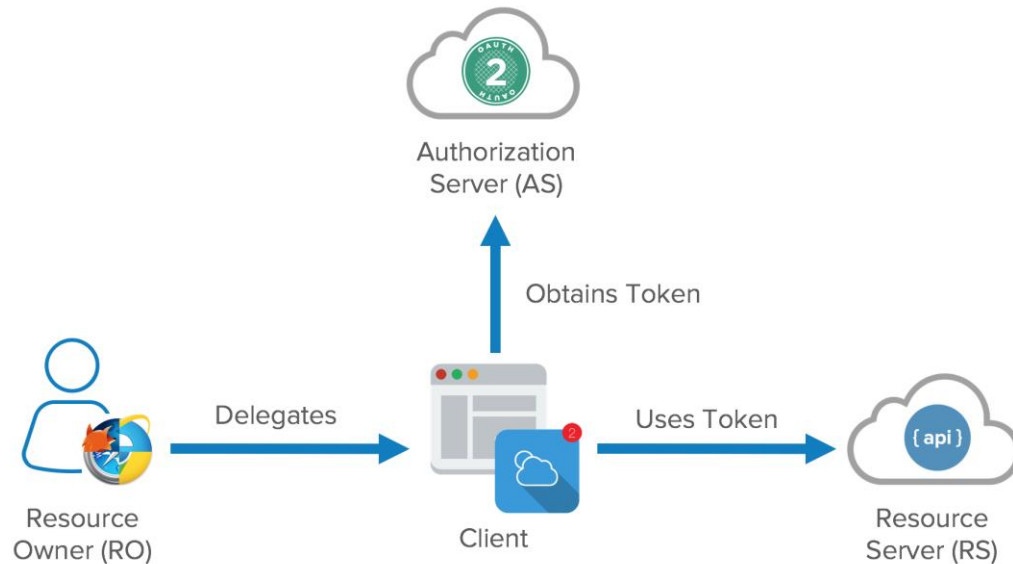 OAUTH
2
OAUTH
Authorization
Server (AS)
Obtains Token
Delegates
Uses Token
2
{ api }
Resource
Owner (RO)
Client
Resource
Server (RS)